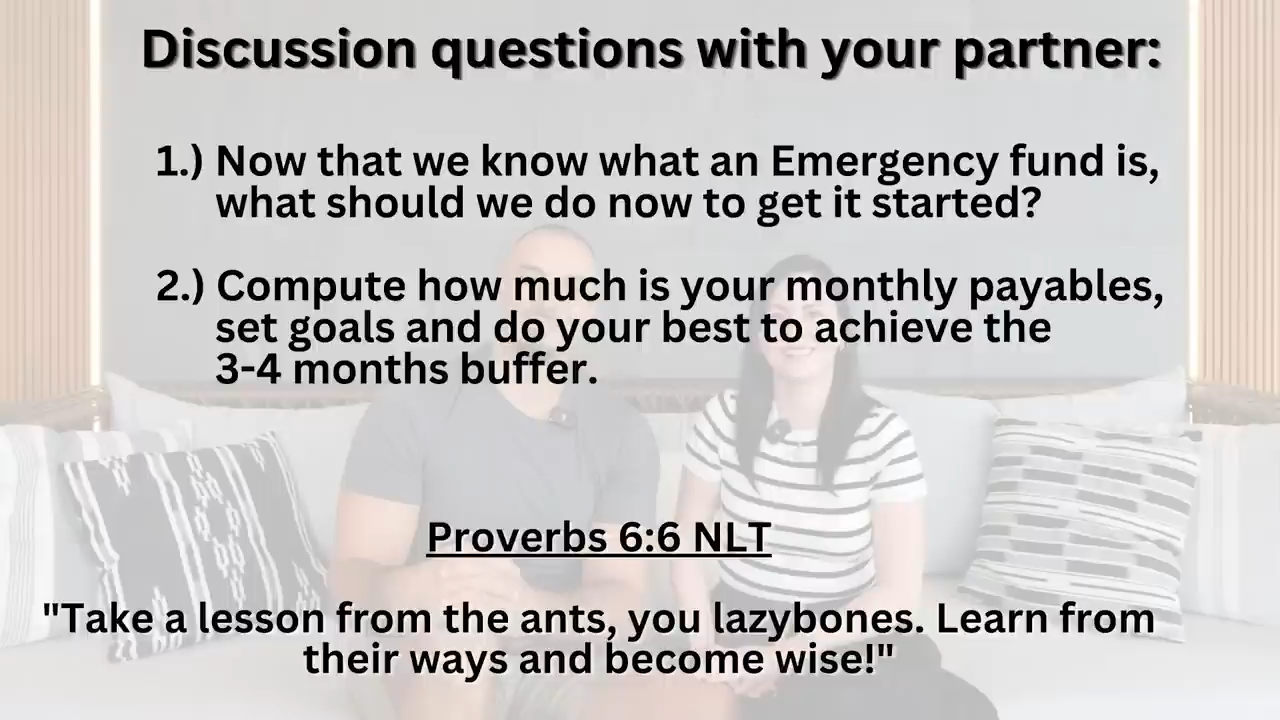 Discussion questions with your partner:
1.) Now that we know what an Emergency fund is,
what should we do now to get it started?
2.) Compute how much is your monthly payables,
set goals and do your best to achieve the
3-4 months buffer.
Proverbs 6:6 NLT
"Take a lesson from the ants, you lazybones. Learn from
their ways and become wise!"